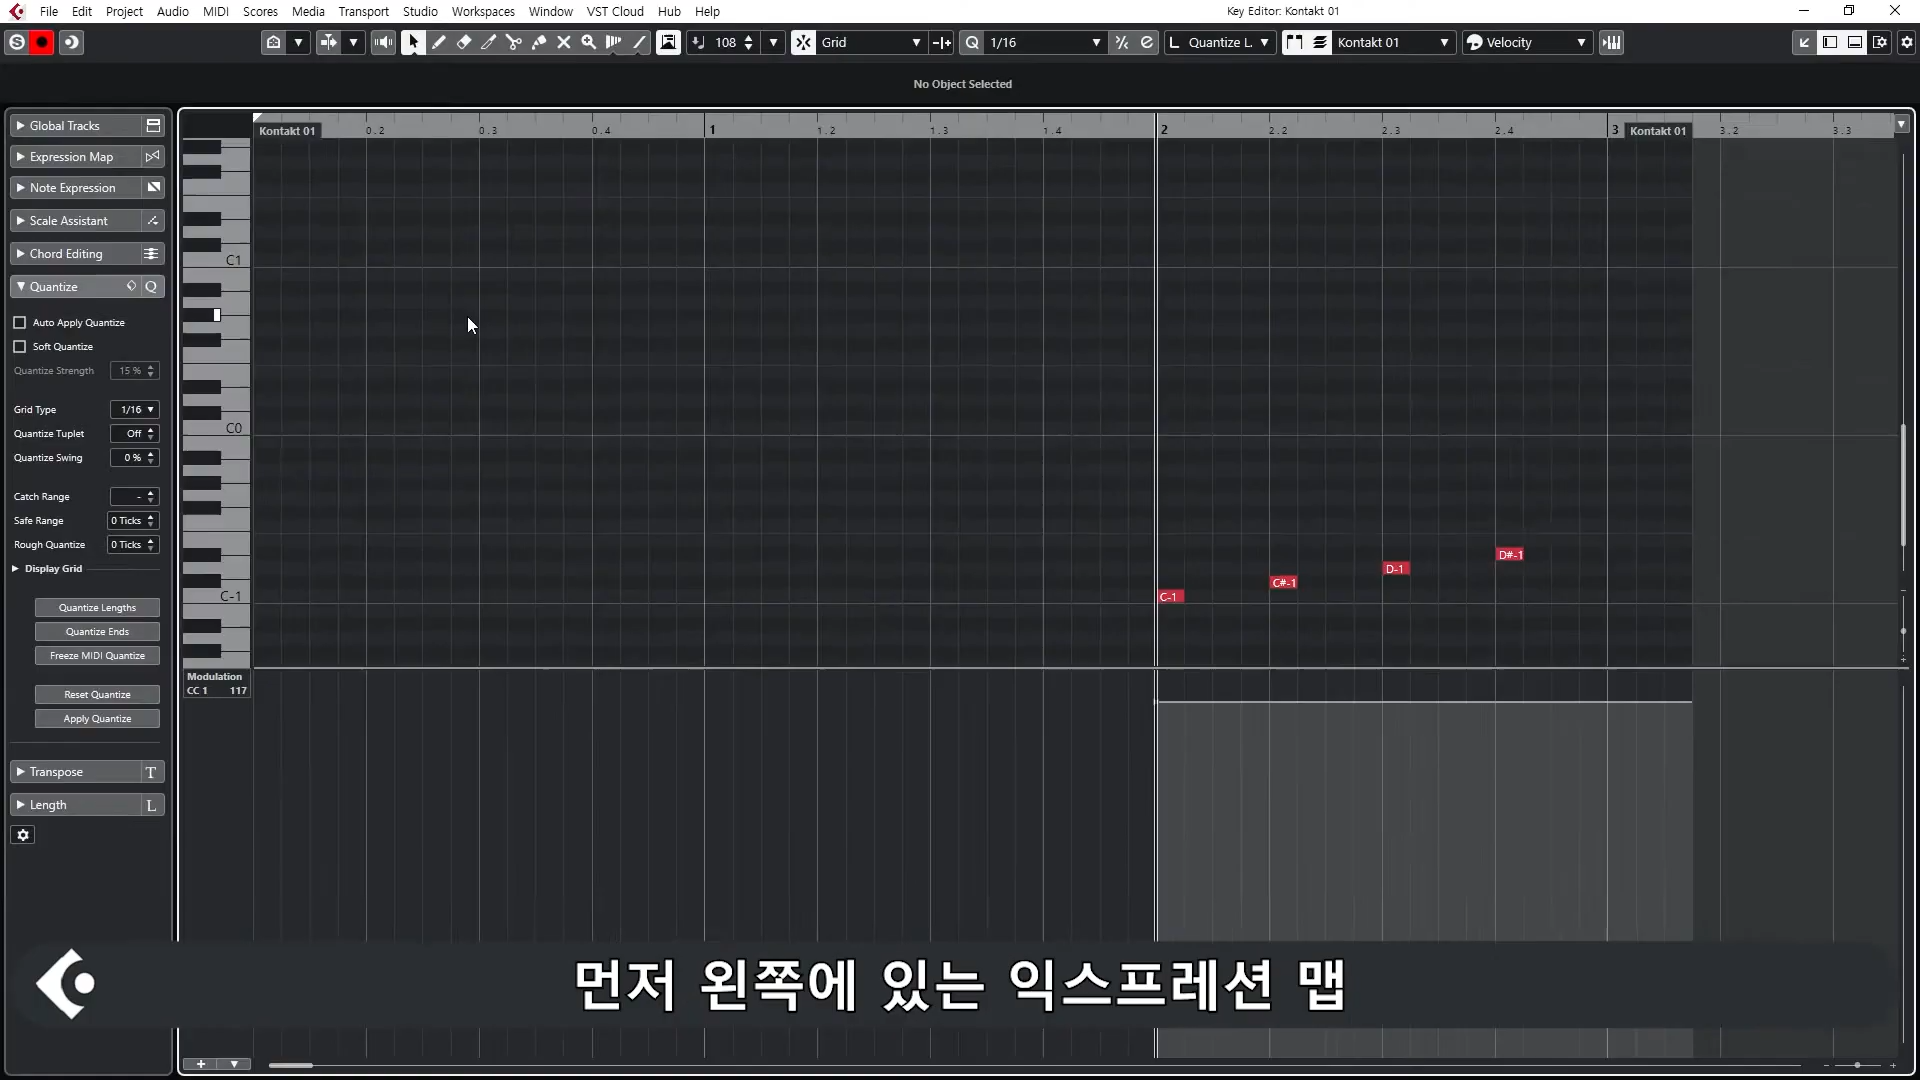 File Edit Project Audio MIDI Scores Media Transport Studio Workspaces Window VST Cloud Hub Help
Key Editor: Kontakt 01
S 108 Grid Q 1/16 L Quantize L. Kontakt 01 Velocity
No Object Selected
Global Tracks
Expression Map
Note Expression
Scale Assistant
Chord Editing
Quantize Q
Auto Apply Quantize
Soft Quantize
Quantize Strength 15 %
Grid Type 1/16
Quantize Tuplet Off
Quantize Swing 0 %
Catch Range -
Safe Range 0 Ticks
Rough Quantize 0 Ticks
Display Grid
Quantize Lengths
Quantize Ends
Freeze MIDI Quantize
Reset Quantize
Apply Quantize
Transpose T
Length L
Kontakt 01 0.2 0.3 0.4 1 1.2 1.3 1.4 2 2.2 2.3 2.4 3 Kontakt 01 3.2 3.3
C1
C0
C-1
C-1
C#-1
D-1
D#-1
Modulation
CC 1 117
먼저 왼쪽에 있는 익스프레션 맵